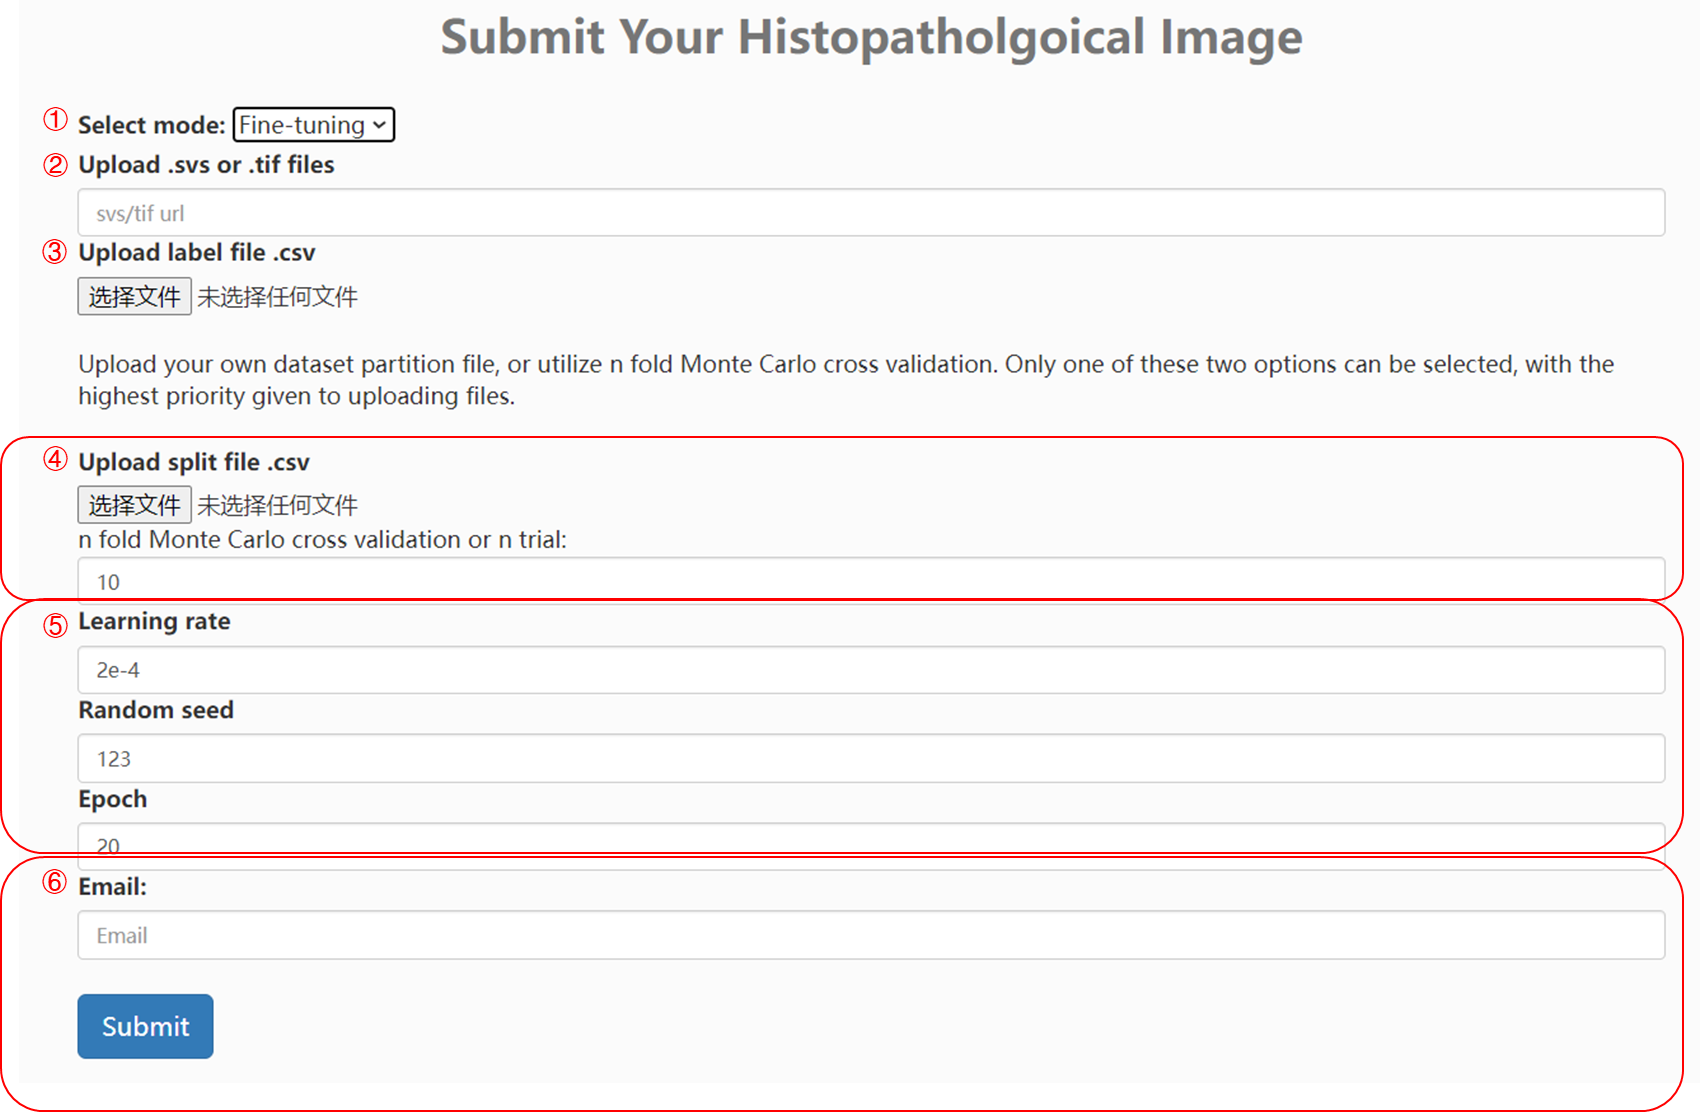 Submit Your Histopatholgoical Image
① Select mode: Fine-tuning
② Upload .svs or .tif files
svs/tif url
③ Upload label file .csv
选择文件 未选择任何文件
Upload your own dataset partition file, or utilize n fold Monte Carlo cross validation. Only one of these two options can be selected, with the
highest priority given to uploading files.
④ Upload split file .csv
选择文件 未选择任何文件
n fold Monte Carlo cross validation or n trial:
10
⑤ Learning rate
2e-4
Random seed
123
Epoch
20
⑥ Email:
Email
Submit